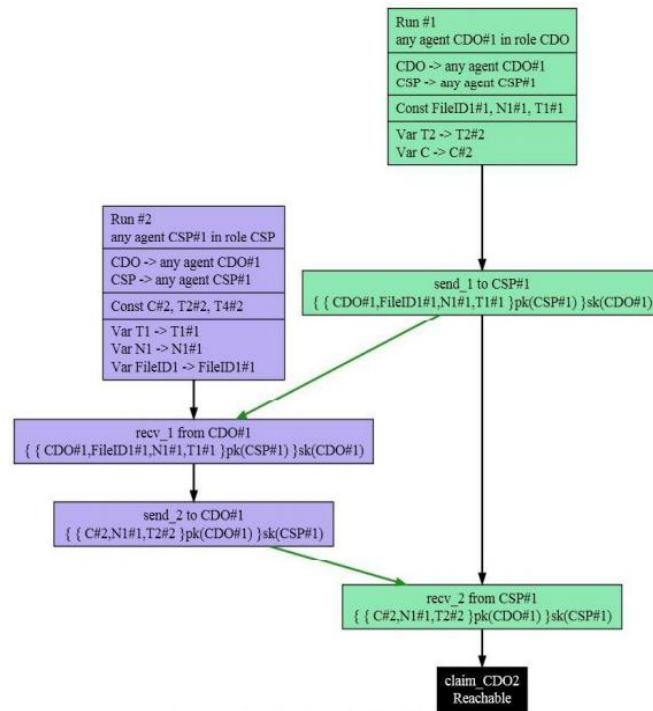 Run #1
any agent CDO#1 in role CDO
CDO -> any agent CDO#1
CSP -> any agent CSP#1
Const FileID1#1, N1#1, T1#1
Var T2 -> T2#2
Var C -> C#2
Run #2
any agent CSP#1 in role CSP
CDO -> any agent CDO#1
CSP -> any agent CSP#1
Const C#2, T2#2, T4#2
Var T1 -> T1#1
Var N1 -> N1#1
Var FileID1 -> FileID1#1
send_1 to CSP#1
{ { CDO#1,FileID1#1,N1#1,T1#1 }pk(CSP#1) }sk(CDO#1)
recv_1 from CDO#1
{ { CDO#1,FileID1#1,N1#1,T1#1 }pk(CSP#1) }sk(CDO#1)
send_2 to CDO#1
{ { C#2,N1#1,T2#2 }pk(CDO#1) }sk(CSP#1)
recv_2 from CSP#1
{ { C#2,N1#1,T2#2 }pk(CDO#1) }sk(CSP#1)
claim_CDO2
Reachable